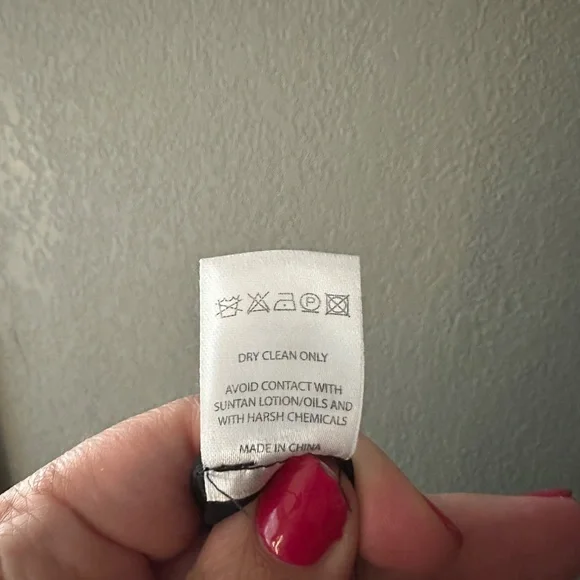 P
DRY CLEAN ONLY
AVOID CONTACT WITH
SUNTAN LOTION/OILS AND
WITH HARSH CHEMICALS
MADE IN CHINA